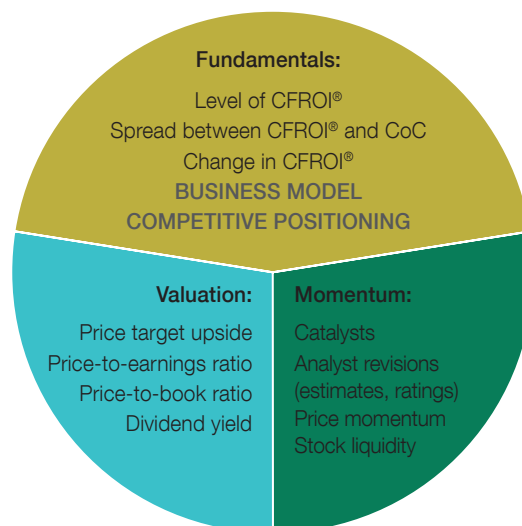 Fundamentals:
Level of CFROI®
Spread between CFROI® and CoC
Change in CFROI®
BUSINESS MODEL
COMPETITIVE POSITIONING
Valuation:
Price target upside
Price-to-earnings ratio
Price-to-book ratio
Dividend yield
Momentum:
Catalysts
Analyst revisions
(estimates, ratings)
Price momentum
Stock liquidity